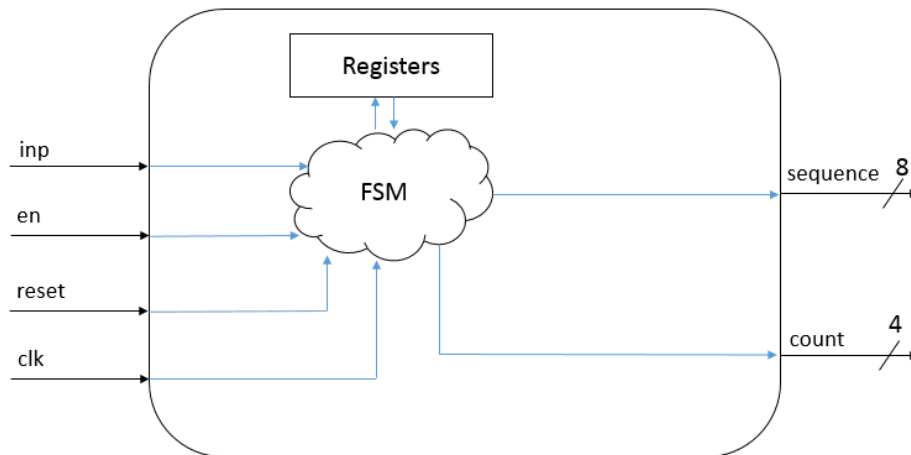 Registers
inp
FSM
sequence
8
en
reset
count
4
clk